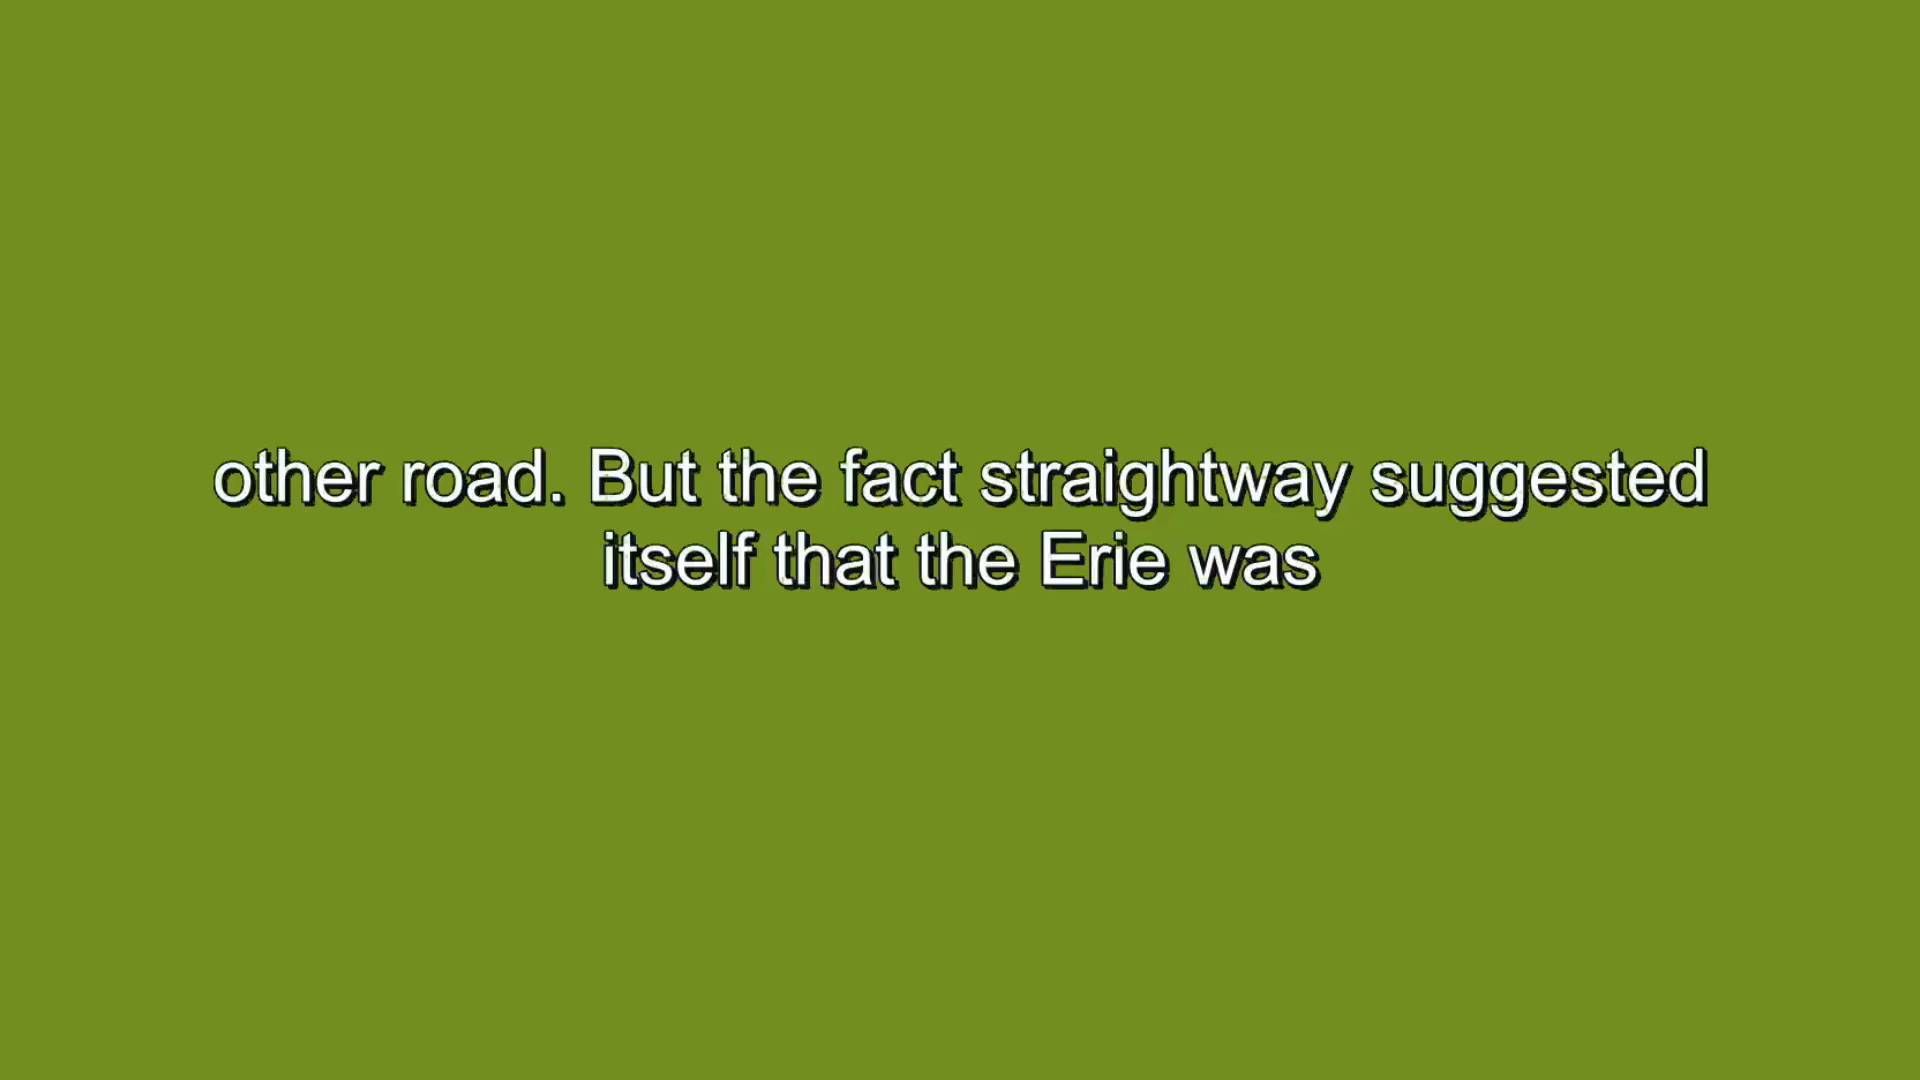 other road. But the fact straightway suggested
itself that the Erie was